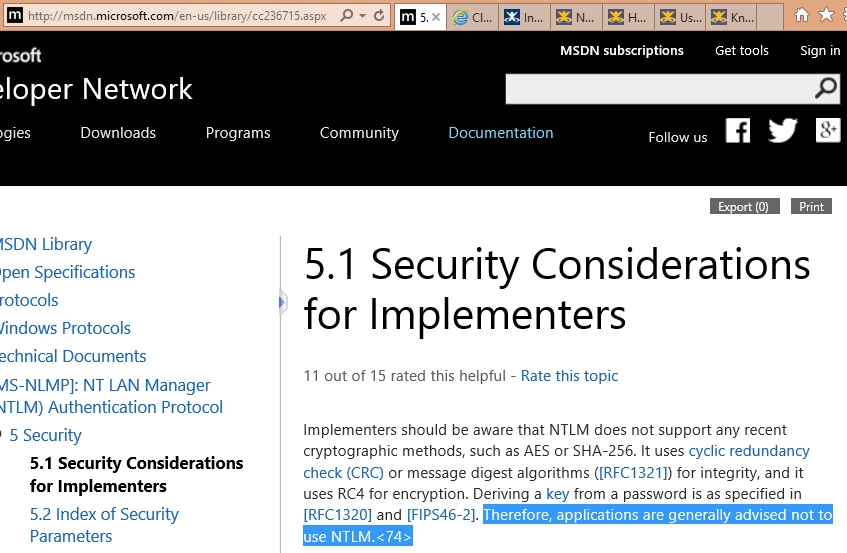 http://msdn.microsoft.com/en-us/library/cc236715.aspx 5. Cl... In... N... H... Us... Kn...
rosoft
MSDN subscriptions Get tools Sign in
eloper Network
ogies Downloads Programs Community Documentation Follow us
Export (0) Print
MSDN Library
Open Specifications
rotocols
Windows Protocols
echnical Documents
MS-NLMP]: NT LAN Manager
NTLM) Authentication Protocol
5 Security
5.1 Security Considerations
for Implementers
5.2 Index of Security
Parameters
5.1 Security Considerations
for Implementers
11 out of 15 rated this helpful - Rate this topic
Implementers should be aware that NTLM does not support any recent
cryptographic methods, such as AES or SHA-256. It uses cyclic redundancy
check (CRC) or message digest algorithms ([RFC1321]) for integrity, and it
uses RC4 for encryption. Deriving a key from a password is as specified in
[RFC1320] and [FIPS46-2]. Therefore, applications are generally advised not to
use NTLM.<74>